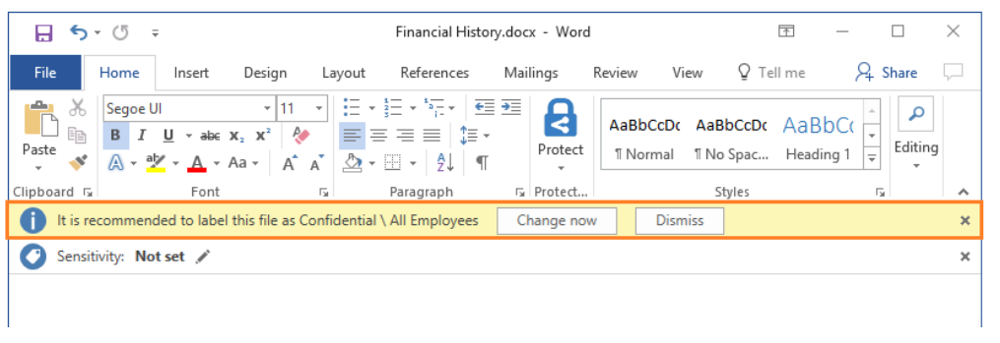 Financial History.docx - Word
File Home Insert Design Layout References Mailings Review View Tell me Share
Segoe UI 11
B I U abc X₂ X² AaBbCcDc AaBbCcDc AaBbC
Paste Protect ¶ Normal ¶ No Spac... Heading 1 Editing
A ab A Aa A A
Clipboard Font Paragraph Protect... Styles
It is recommended to label this file as Confidential \ All Employees Change now Dismiss
Sensitivity: Not set